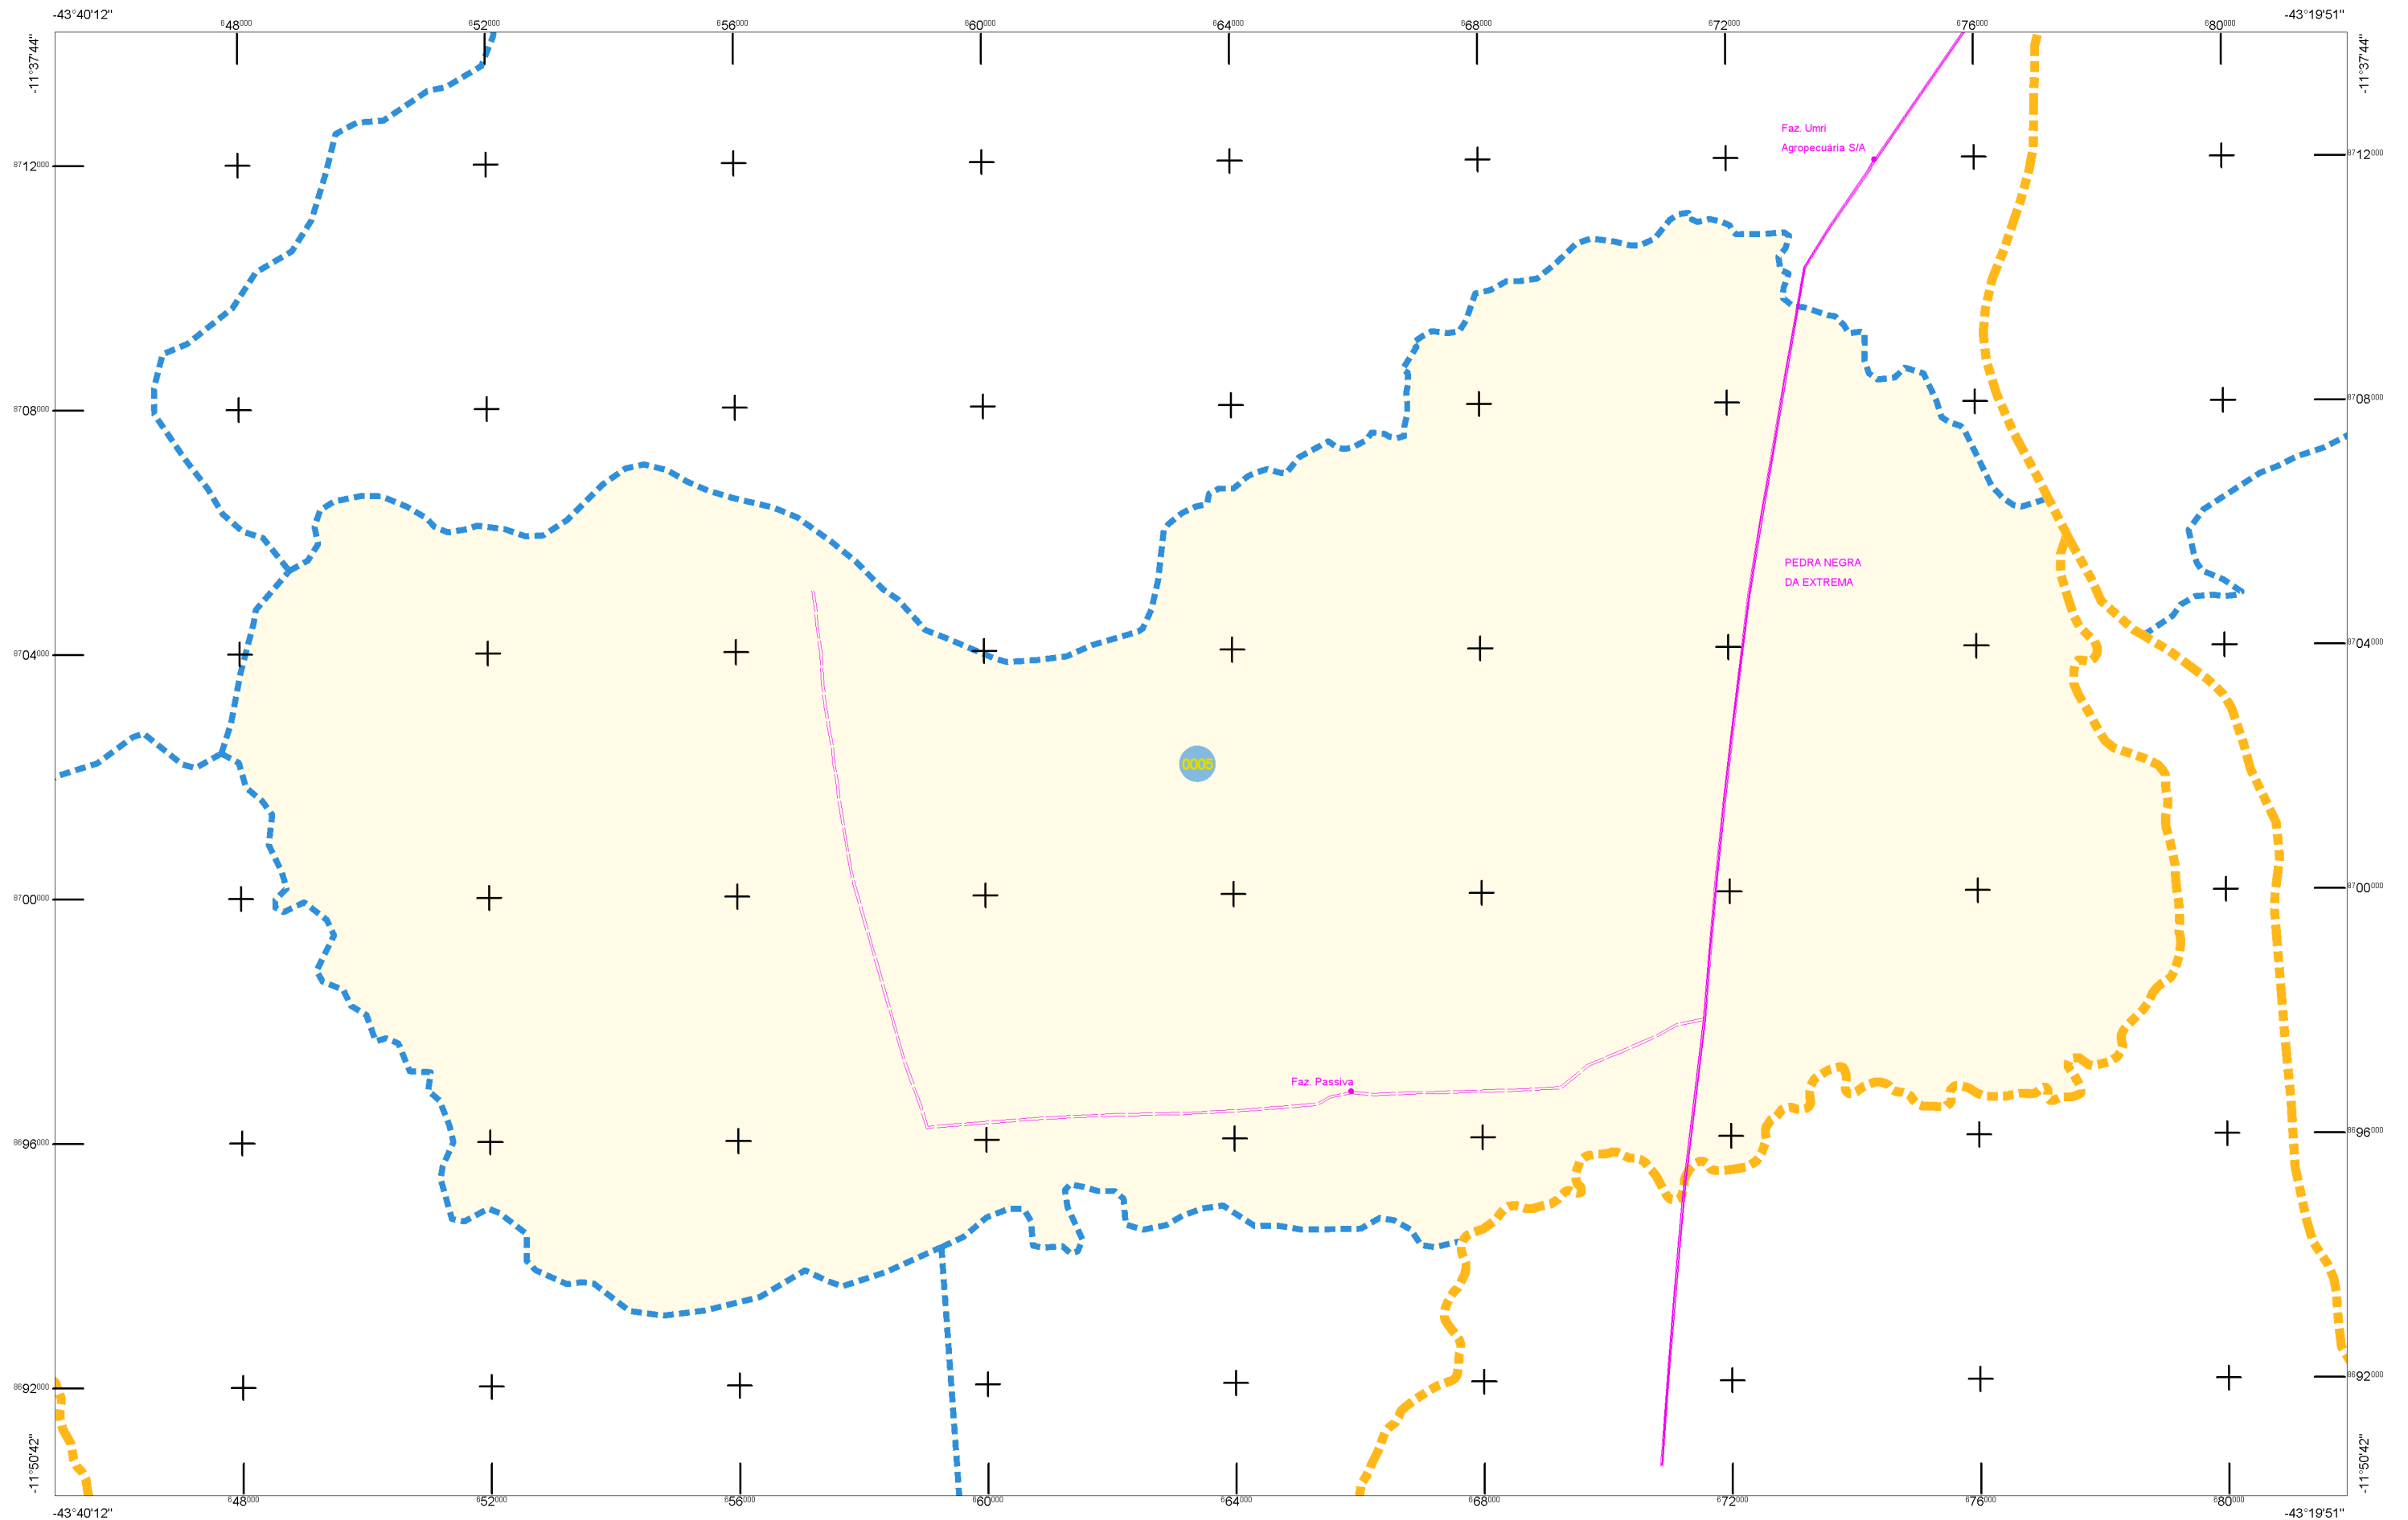 -43°40'12" 648000 652000 656000 660000 664000 668000 672000 676000 680000 -43°19'51"
-11°37'44" -11°37'44"
Faz. Umri
Agropecuária S/A
8712000 8712000
8708000 8708000
PEDRA NEGRA
DA EXTREMA
8704000 8704000
0005
8700000 8700000
Faz. Passiva
8696000 8696000
8692000 8692000
-11°50'42" -11°50'42"
-43°40'12" 648000 652000 656000 660000 664000 668000 672000 676000 680000 -43°19'51"